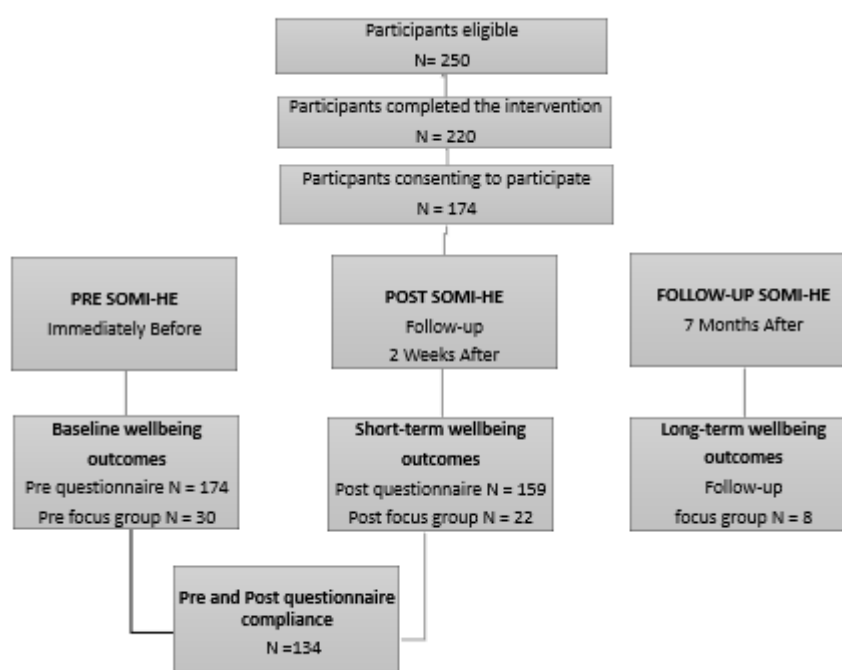 Participants eligible
N= 250
Participants completed the intervention
N = 220
Particpants consenting to participate
N = 174
PRE SOMI-HE
Immediately Before
POST SOMI-HE
Follow-up
2 Weeks After
FOLLOW-UP SOMI-HE
7 Months After
Baseline wellbeing
outcomes
Pre questionnaire N = 174
Pre focus group N = 30
Short-term wellbeing
outcomes
Post questionnaire N = 159
Post focus group N = 22
Long-term wellbeing
outcomes
Follow-up
focus group N = 8
Pre and Post questionnaire
compliance
N =134